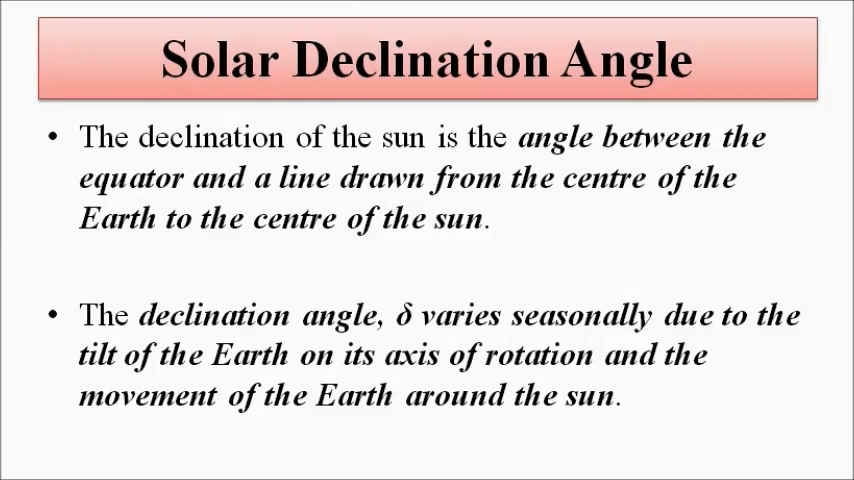 Solar Declination Angle
• The declination of the sun is the angle between the
equator and a line drawn from the centre of the
Earth to the centre of the sun.
• The declination angle, δ varies seasonally due to the
tilt of the Earth on its axis of rotation and the
movement of the Earth around the sun.